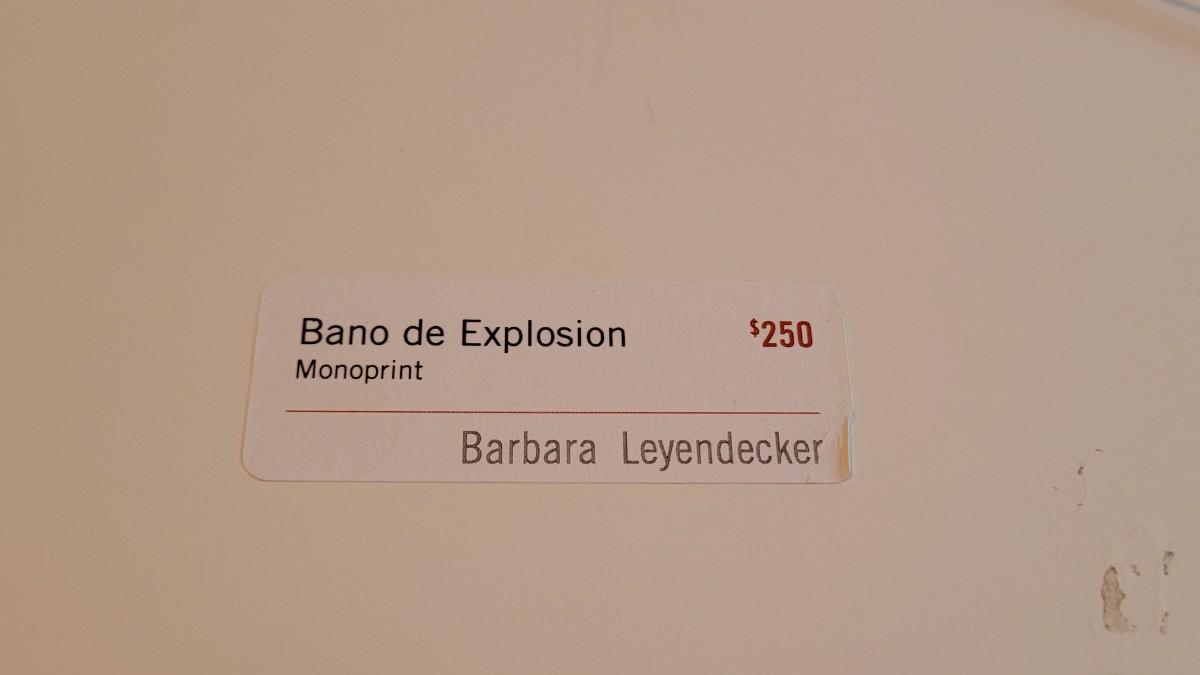 Bano de Explosion $250
Monoprint
Barbara Leyendecker